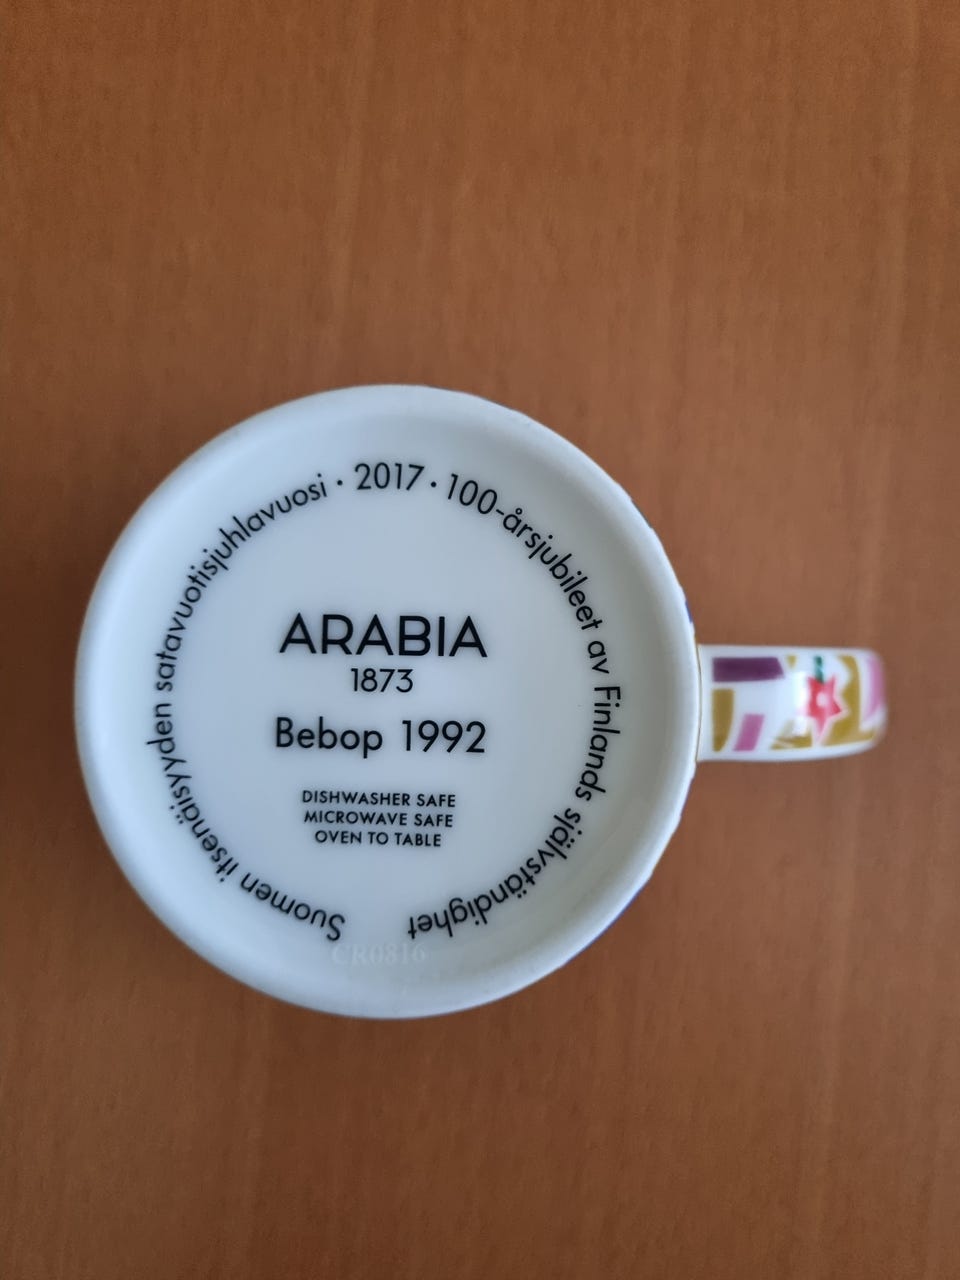 Suomen itsenäisyyden satavuotisjuhlavuosi · 2017 · 100-årsjubileet av Finlands självständighet
ARABIA
1873
Bebop 1992
DISHWASHER SAFE
MICROWAVE SAFE
OVEN TO TABLE
CR0816